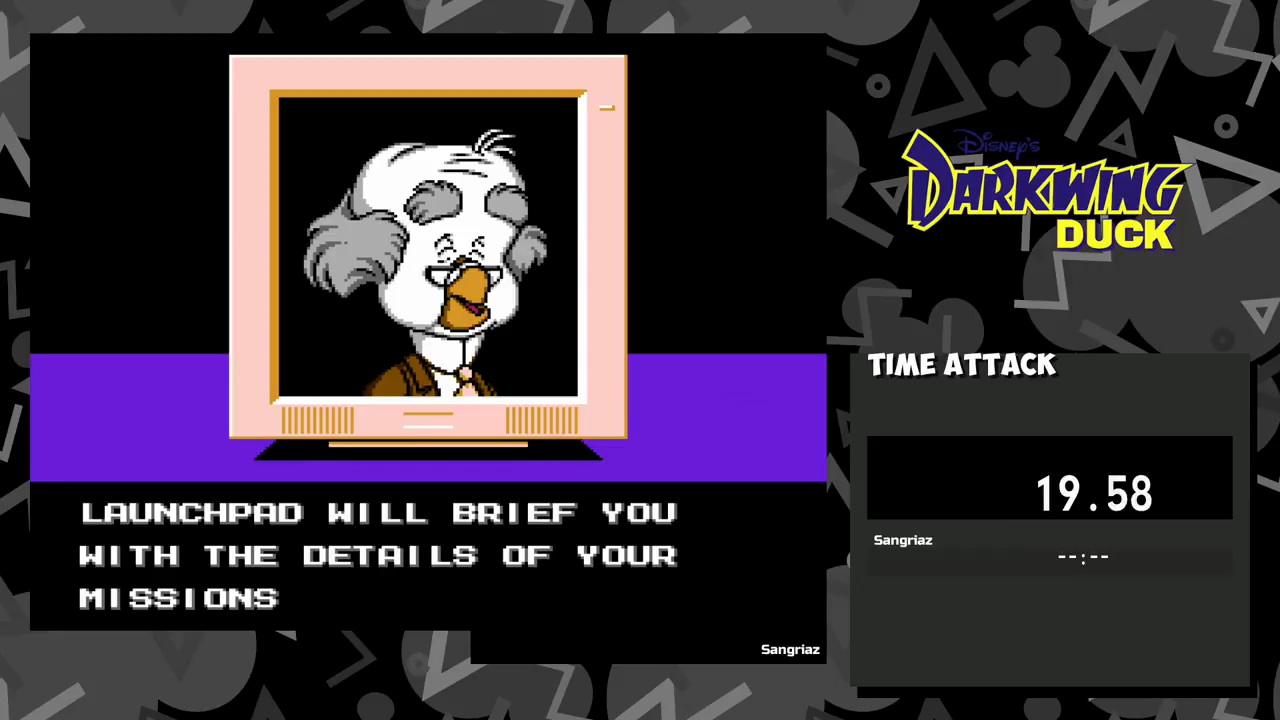 DISNEY'S
DARKWING
DUCK
TIME ATTACK
19.58
Sangriaz
--:--
LAUNCHPAD WILL BRIEF YOU
WITH THE DETAILS OF YOUR
MISSIONS
Sangriaz